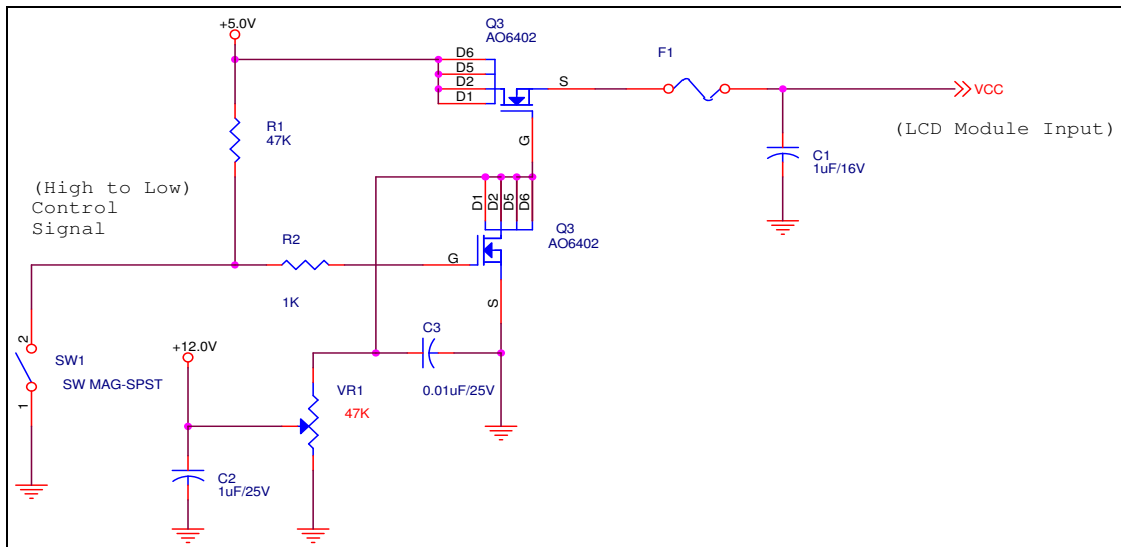 +5.0V
Q3
AO6402
D6
D5
D2
D1
S
G
F1
VCC
(LCD Module Input)
R1
47K
C1
1uF/16V
(High to Low)
Control
Signal
D1
D2
D5
D6
Q3
AO6402
R2
1K
G
S
2
1
SW1
SW MAG-SPST
+12.0V
C3
0.01uF/25V
VR1
47K
C2
1uF/25V